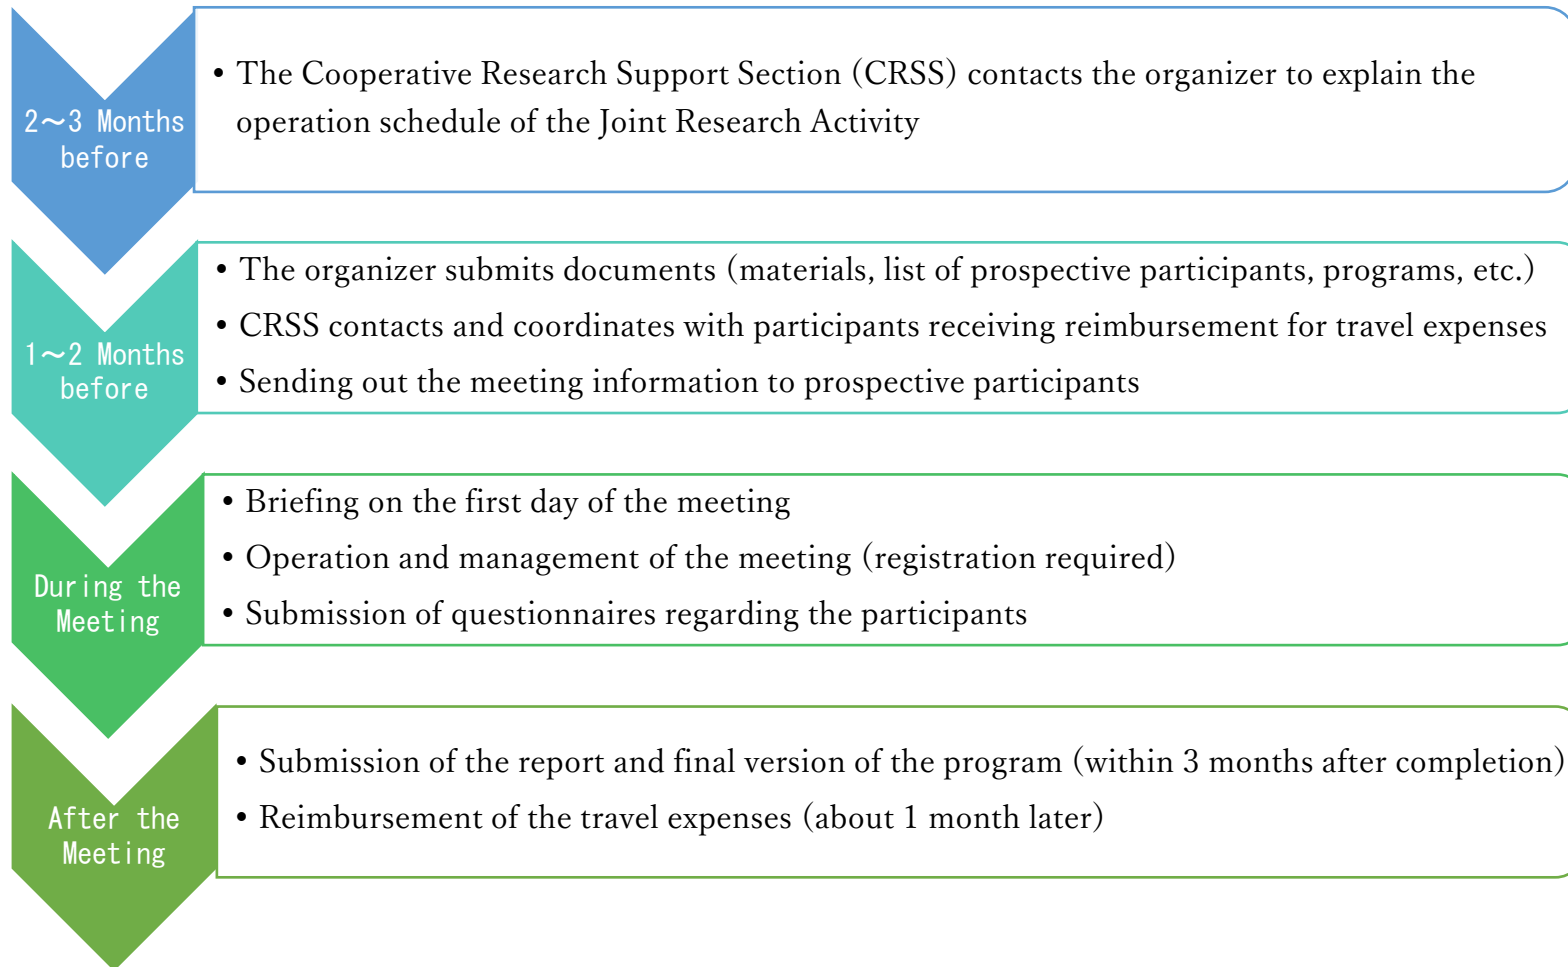 2～3 Months
before
• The Cooperative Research Support Section (CRSS) contacts the organizer to explain the
operation schedule of the Joint Research Activity
1～2 Months
before
• The organizer submits documents (materials, list of prospective participants, programs, etc.)
• CRSS contacts and coordinates with participants receiving reimbursement for travel expenses
• Sending out the meeting information to prospective participants
During the
Meeting
• Briefing on the first day of the meeting
• Operation and management of the meeting (registration required)
• Submission of questionnaires regarding the participants
After the
Meeting
• Submission of the report and final version of the program (within 3 months after completion)
• Reimbursement of the travel expenses (about 1 month later)